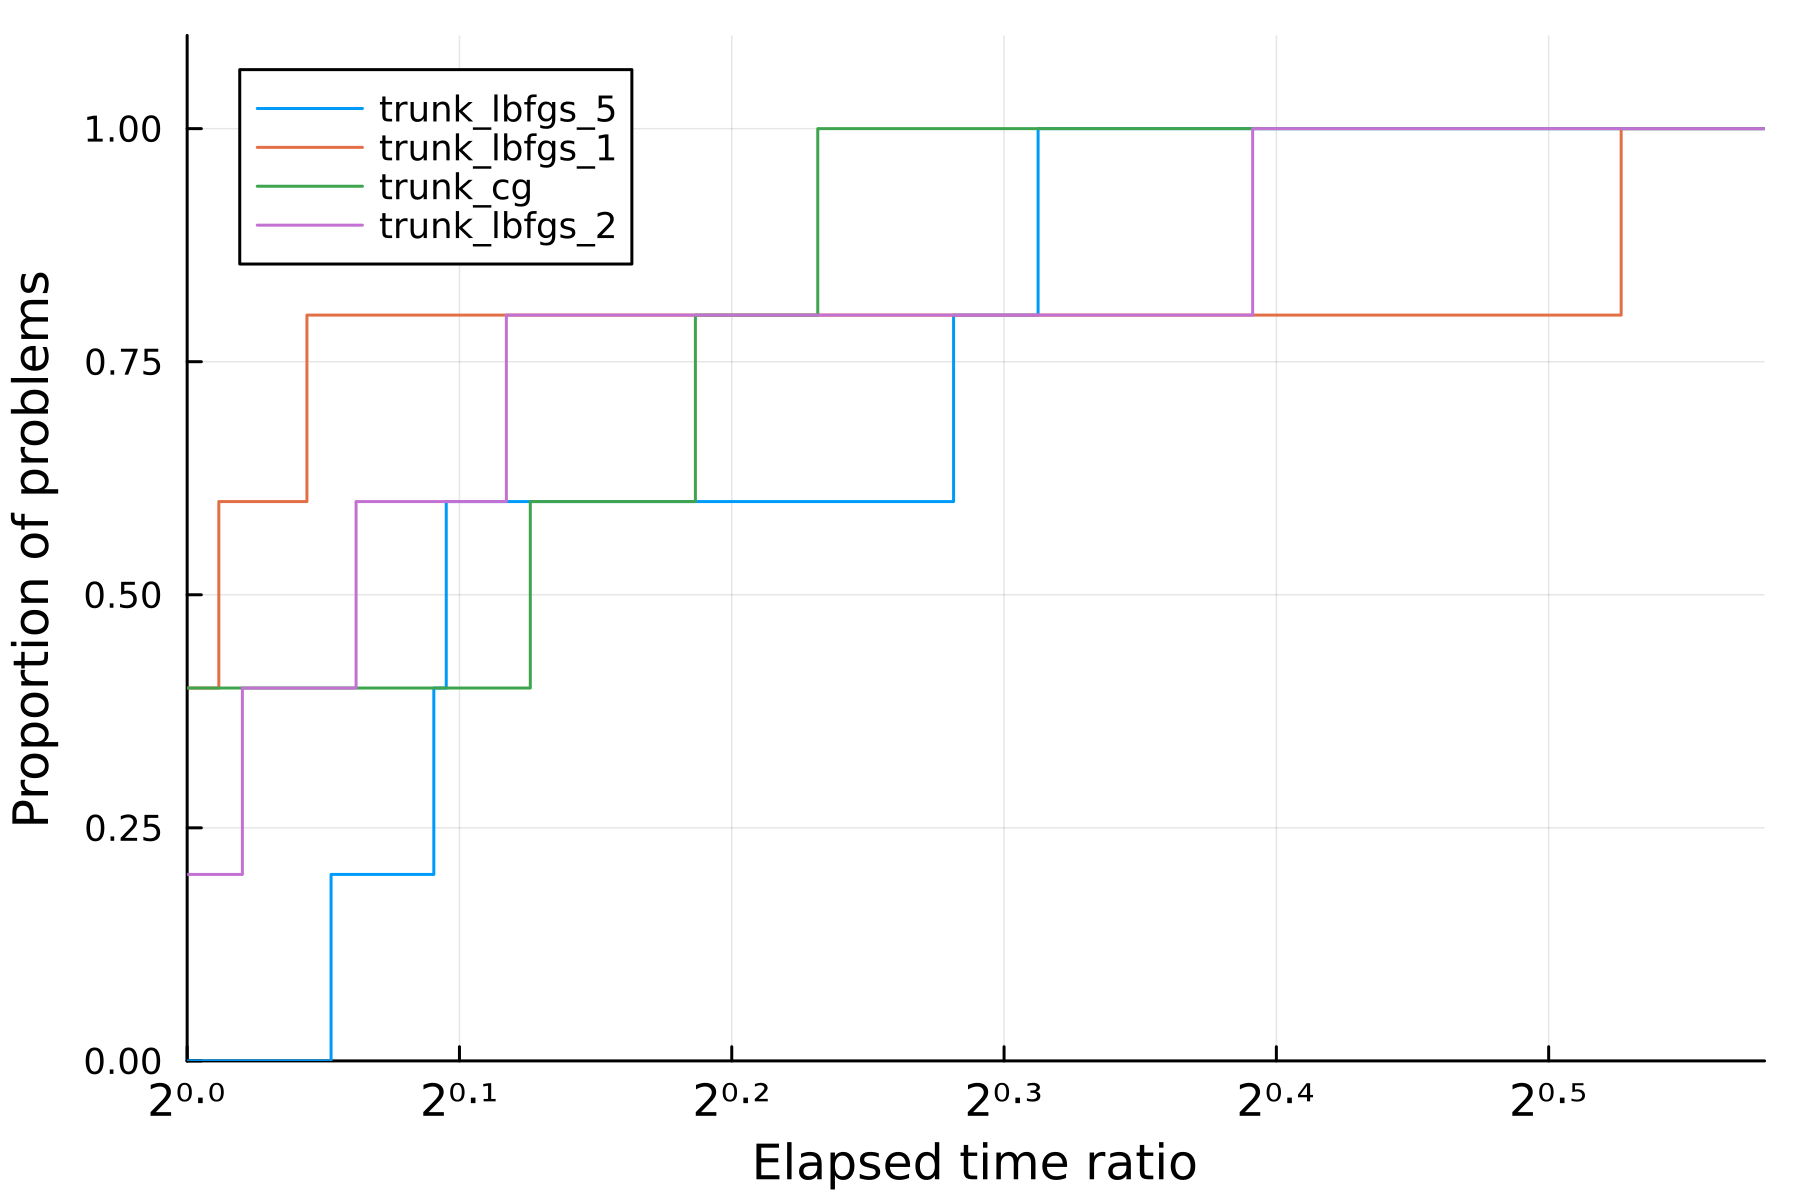 trunk_lbfgs_5
trunk_lbfgs_1
trunk_cg
trunk_lbfgs_2
1.00
0.75
0.50
0.25
0.00
Proportion of problems
2⁰·⁰ 2⁰·¹ 2⁰·² 2⁰·³ 2⁰·⁴ 2⁰·⁵
Elapsed time ratio